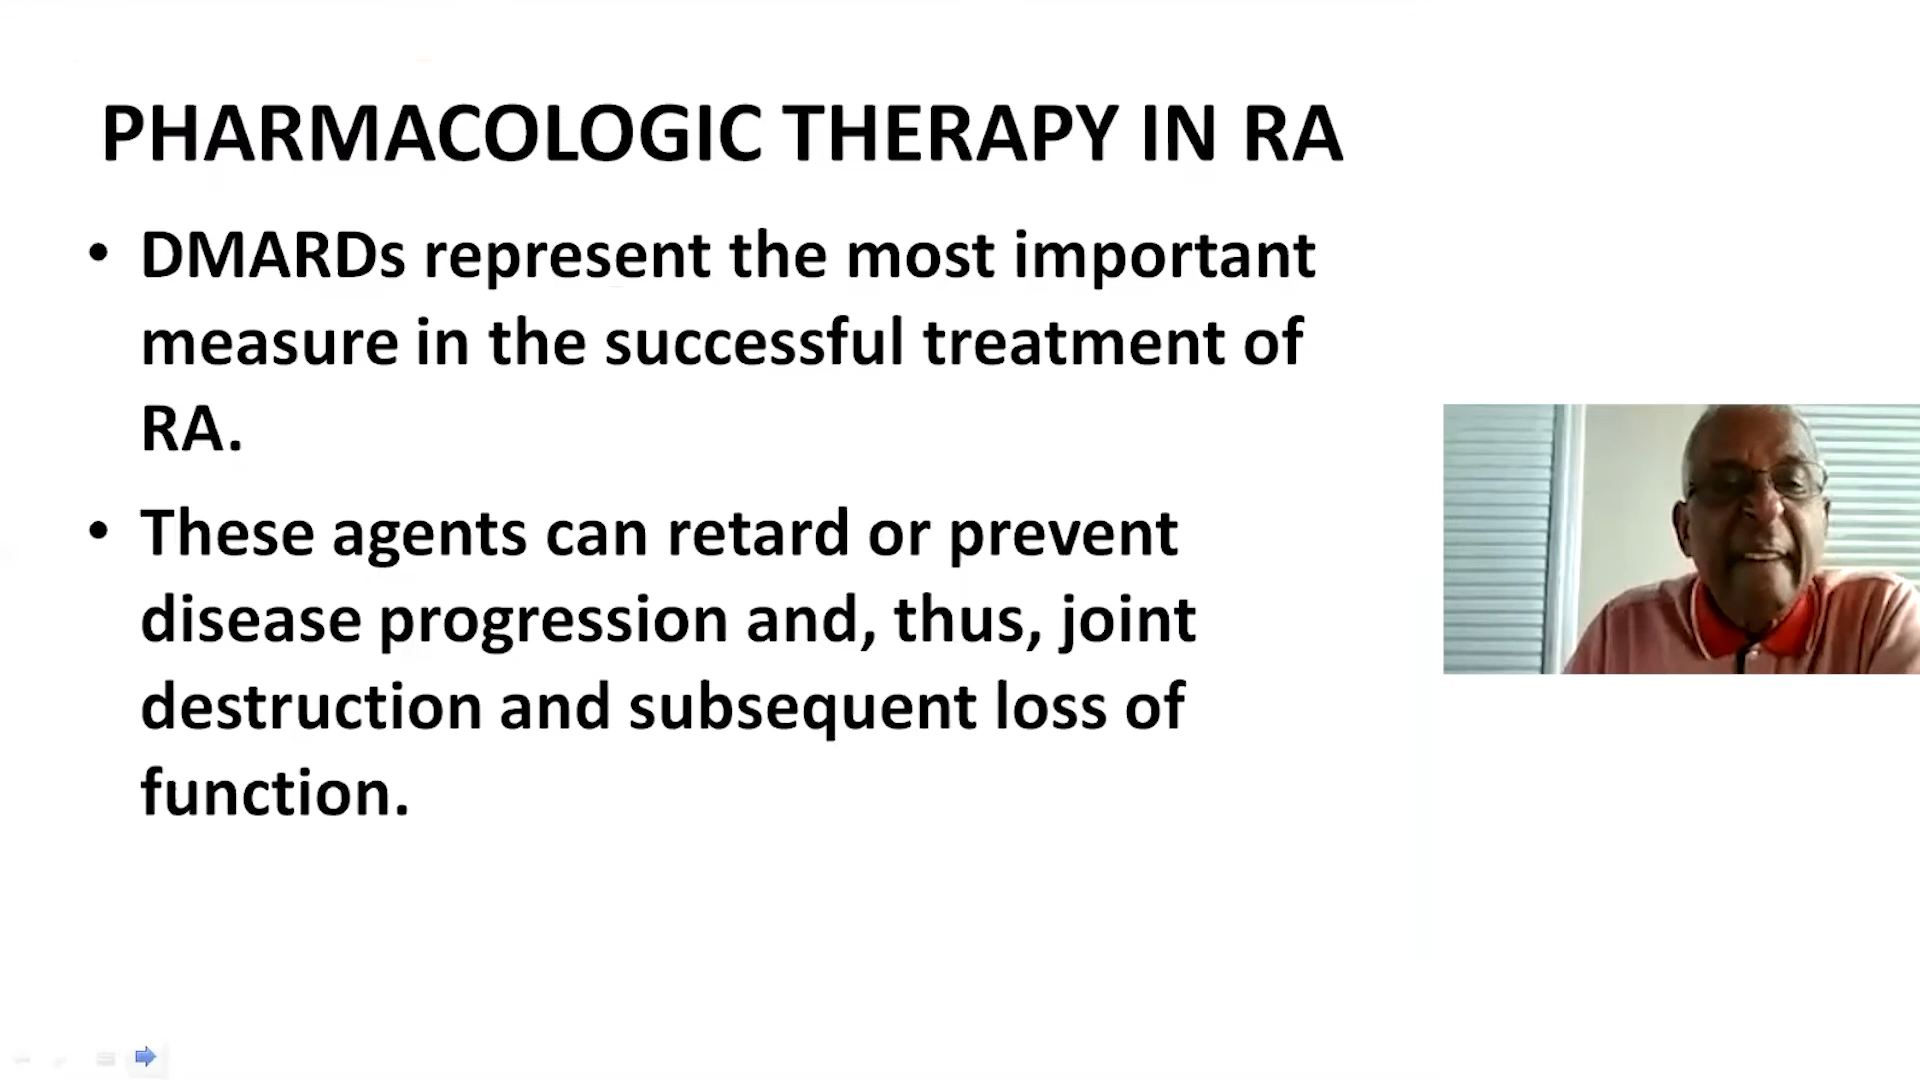 PHARMACOLOGIC THERAPY IN RA
• DMARDs represent the most important
measure in the successful treatment of
RA.
• These agents can retard or prevent
disease progression and, thus, joint
destruction and subsequent loss of
function.